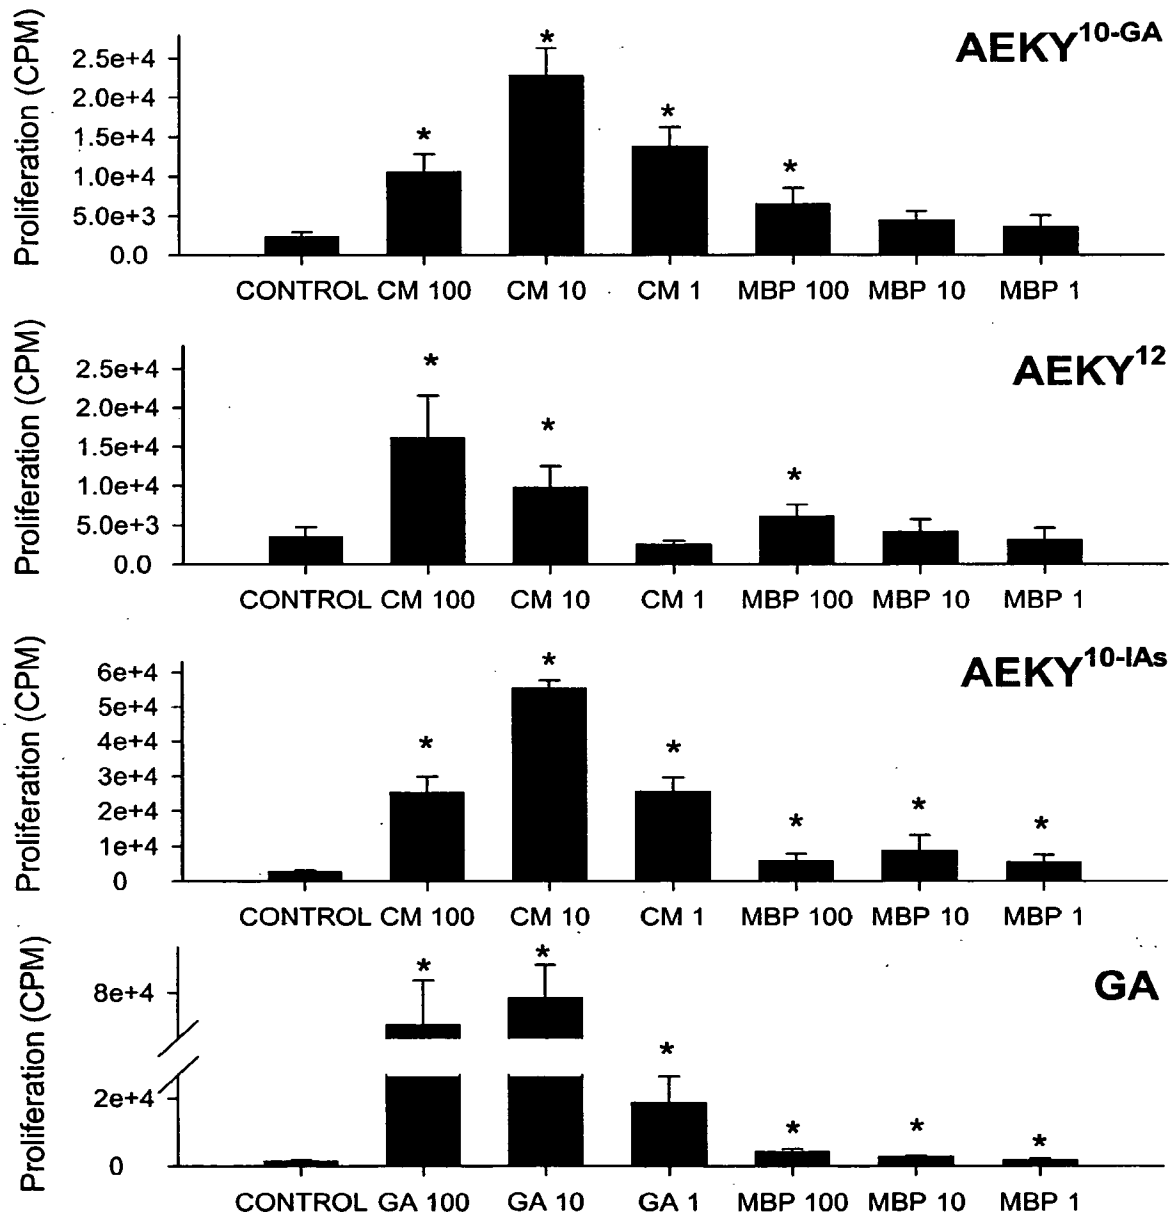 AEKY10-GA
Proliferation (CPM)
2.5e+4
2.0e+4
1.5e+4
1.0e+4
5.0e+3
0.0
* * * *
CONTROL CM 100 CM 10 CM 1 MBP 100 MBP 10 MBP 1
AEKY12
Proliferation (CPM)
2.5e+4
2.0e+4
1.5e+4
1.0e+4
5.0e+3
0.0
* * *
CONTROL CM 100 CM 10 CM 1 MBP 100 MBP 10 MBP 1
AEKY10-IAs
Proliferation (CPM)
6e+4
5e+4
4e+4
3e+4
2e+4
1e+4
0
* * * * * *
CONTROL CM 100 CM 10 CM 1 MBP 100 MBP 10 MBP 1
GA
Proliferation (CPM)
8e+4
2e+4
0
* * * * * *
CONTROL GA 100 GA 10 GA 1 MBP 100 MBP 10 MBP 1